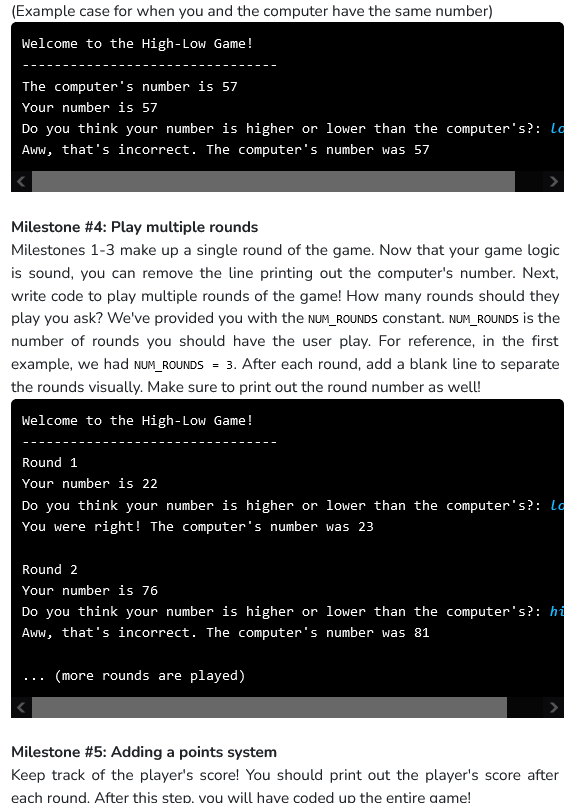 (Example case for when you and the computer have the same number)
Welcome to the High-Low Game!
--------------------------------
The computer's number is 57
Your number is 57
Do you think your number is higher or lower than the computer's?: lo
Aww, that's incorrect. The computer's number was 57
Milestone #4: Play multiple rounds
Milestones 1-3 make up a single round of the game. Now that your game logic
is sound, you can remove the line printing out the computer's number. Next,
write code to play multiple rounds of the game! How many rounds should they
play you ask? We've provided you with the NUM_ROUNDS constant. NUM_ROUNDS is the
number of rounds you should have the user play. For reference, in the first
example, we had NUM_ROUNDS = 3. After each round, add a blank line to separate
the rounds visually. Make sure to print out the round number as well!
Welcome to the High-Low Game!
--------------------------------
Round 1
Your number is 22
Do you think your number is higher or lower than the computer's?: lo
You were right! The computer's number was 23
Round 2
Your number is 76
Do you think your number is higher or lower than the computer's?: hi
Aww, that's incorrect. The computer's number was 81
... (more rounds are played)
Milestone #5: Adding a points system
Keep track of the player's score! You should print out the player's score after
each round. After this step, you will have coded up the entire game!